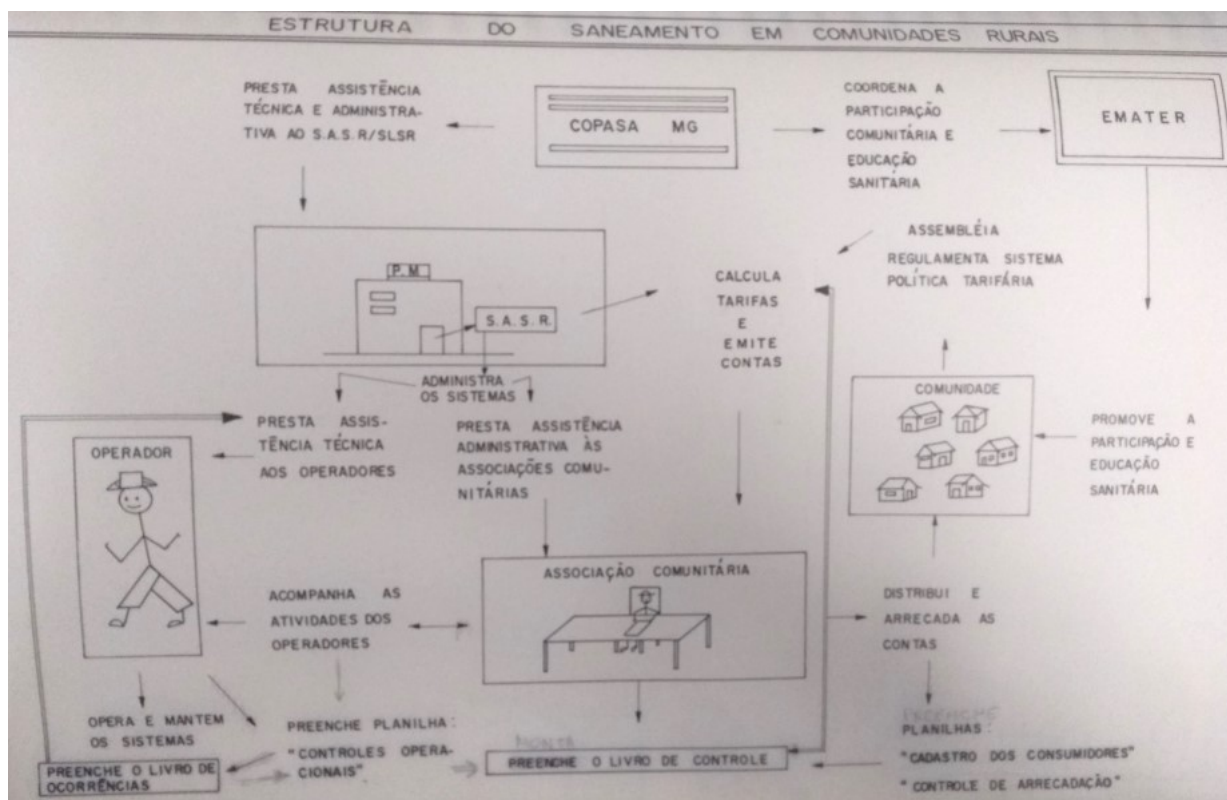 ESTRUTURA DO SANEAMENTO EM COMUNIDADES RURAIS
PRESTA ASSISTÊNCIA
TÉCNICA E ADMINISTRA-
TIVA AO S.A.S.R/SLSR
COPASA MG
COORDENA A
PARTICIPAÇÃO
COMUNITÁRIA E
EDUCAÇÃO
SANITÁRIA
EMATER
P.M.
S.A.S.R.
ADMINISTRA
OS SISTEMAS
CALCULA
TARIFAS
E
EMITE
CONTAS
ASSEMBLÉIA
REGULAMENTA SISTEMA
POLÍTICA TARIFÁRIA
COMUNIDADE
PROMOVE A
PARTICIPAÇÃO E
EDUCAÇÃO
SANITÁRIA
PRESTA ASSIS-
TÊNCIA TÉCNICA
AOS OPERADORES
PRESTA ASSISTÊNCIA
ADMINISTRATIVA ÀS
ASSOCIAÇÕES COMU-
NITÁRIAS
OPERADOR
ACOMPANHA AS
ATIVIDADES DOS
OPERADORES
ASSOCIAÇÃO COMUNITÁRIA
DISTRIBUI E
ARRECADA AS
CONTAS
OPERA E MANTEM
OS SISTEMAS
PREENCHE O LIVRO DE
OCORRÊNCIAS
PREENCHE PLANILHA:
"CONTROLES OPERA-
CIONAIS"
MONTA
PREENCHE O LIVRO DE CONTROLE
PREENCHE
PLANILHAS:
"CADASTRO DOS CONSUMIDORES"
"CONTROLE DE ARRECADAÇÃO"